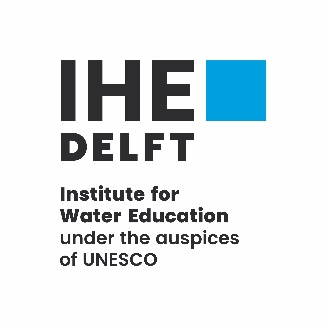 IHE
DELFT
Institute for
Water Education
under the auspices
of UNESCO